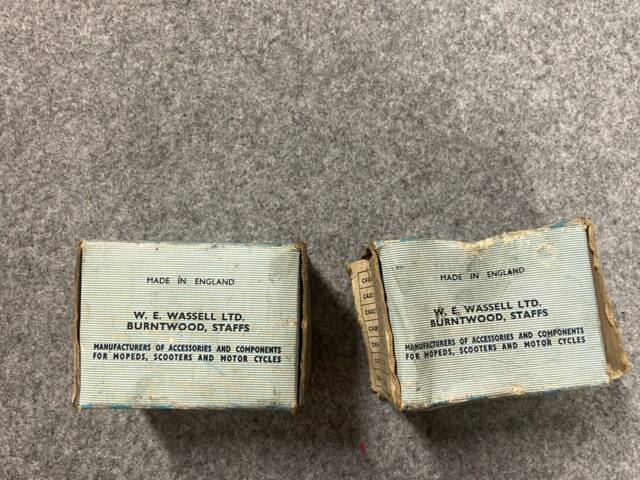 MADE IN ENGLAND
W. E. WASSELL LTD.
BURNTWOOD, STAFFS
MANUFACTURERS OF ACCESSORIES AND COMPONENTS
FOR MOPEDS, SCOOTERS AND MOTOR CYCLES
MADE IN ENGLAND
W. E. WASSELL LTD.
BURNTWOOD, STAFFS
MANUFACTURERS OF ACCESSORIES AND COMPONENTS
FOR MOPEDS, SCOOTERS AND MOTOR CYCLES